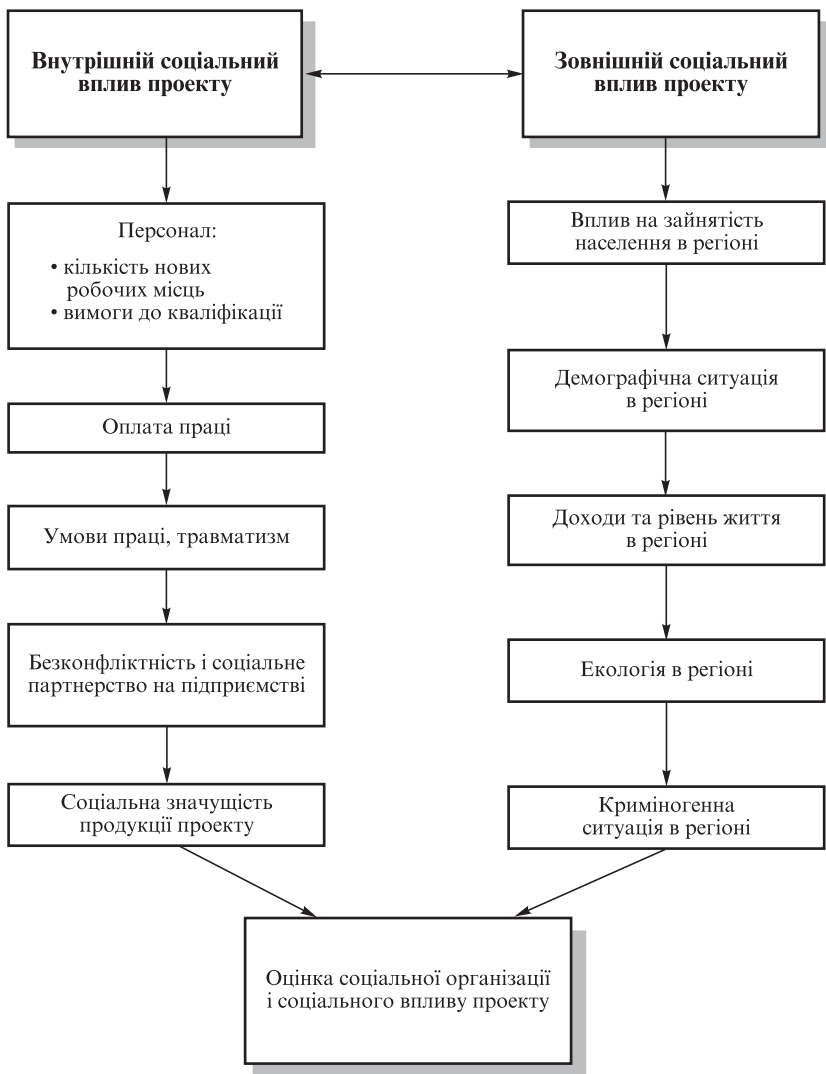 Внутрішній соціальний
вплив проекту
Зовнішній соціальний
вплив проекту
Персонал:
• кількість нових
робочих місць
• вимоги до кваліфікації
Оплата праці
Умови праці, травматизм
Безконфліктність і соціальне
партнерство на підприємстві
Соціальна значущість
продукції проекту
Вплив на зайнятість
населення в регіоні
Демографічна ситуація
в регіоні
Доходи та рівень життя
в регіоні
Екологія в регіоні
Криміногенна
ситуація в регіоні
Оцінка соціальної організації
і соціального впливу проекту